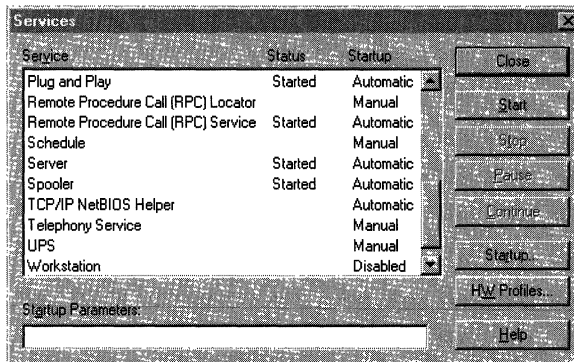 Services
Service Status Startup
Plug and Play Started Automatic
Remote Procedure Call (RPC) Locator Manual
Remote Procedure Call (RPC) Service Started Automatic
Schedule Manual
Server Started Automatic
Spooler Started Automatic
TCP/IP NetBIOS Helper Automatic
Telephony Service Manual
UPS Manual
Workstation Disabled
Startup Parameters:
Close
Start
Stop
Pause
Continue
Startup...
HW Profiles...
Help